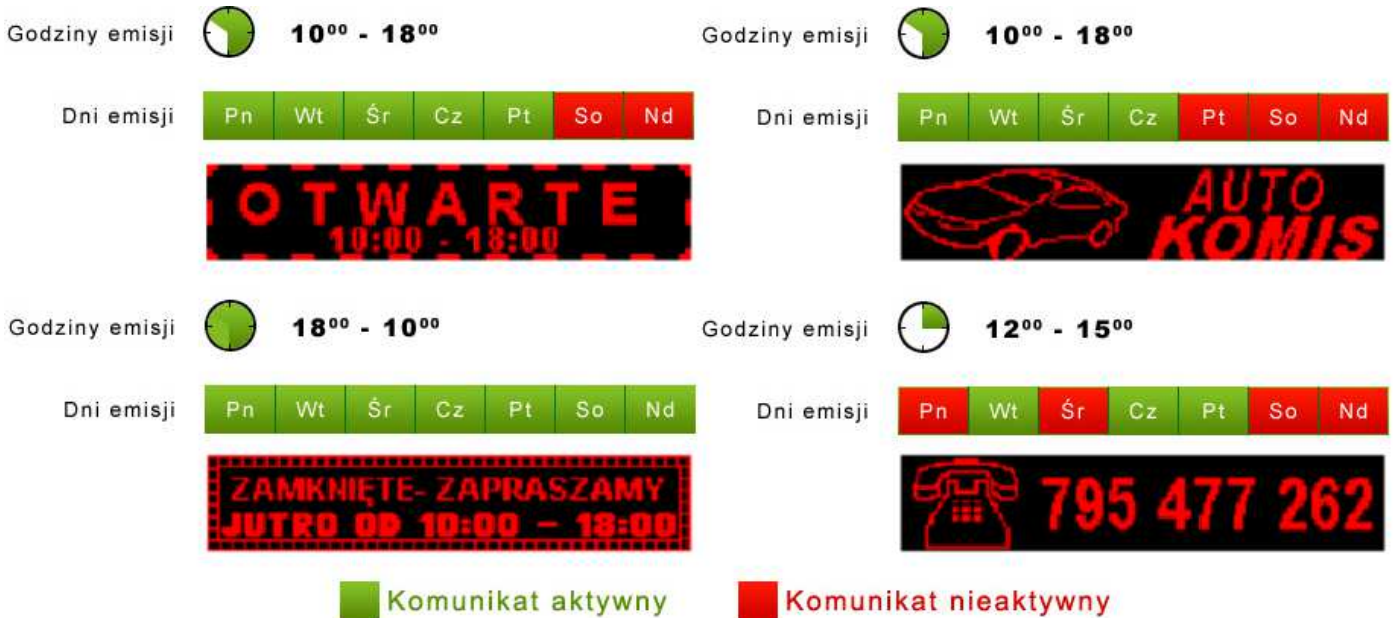 Godziny emisji 10⁰⁰ - 18⁰⁰
Dni emisji Pn Wt Śr Cz Pt So Nd
OTWARTE
10:00 - 18:00
Godziny emisji 10⁰⁰ - 18⁰⁰
Dni emisji Pn Wt Śr Cz Pt So Nd
AUTO
KOMIS
Godziny emisji 18⁰⁰ - 10⁰⁰
Dni emisji Pn Wt Śr Cz Pt So Nd
ZAMKNIĘTE- ZAPRASZAMY
JUTRO OD 10:00 - 18:00
Godziny emisji 12⁰⁰ - 15⁰⁰
Dni emisji Pn Wt Śr Cz Pt So Nd
795 477 262
Komunikat aktywny
Komunikat nieaktywny